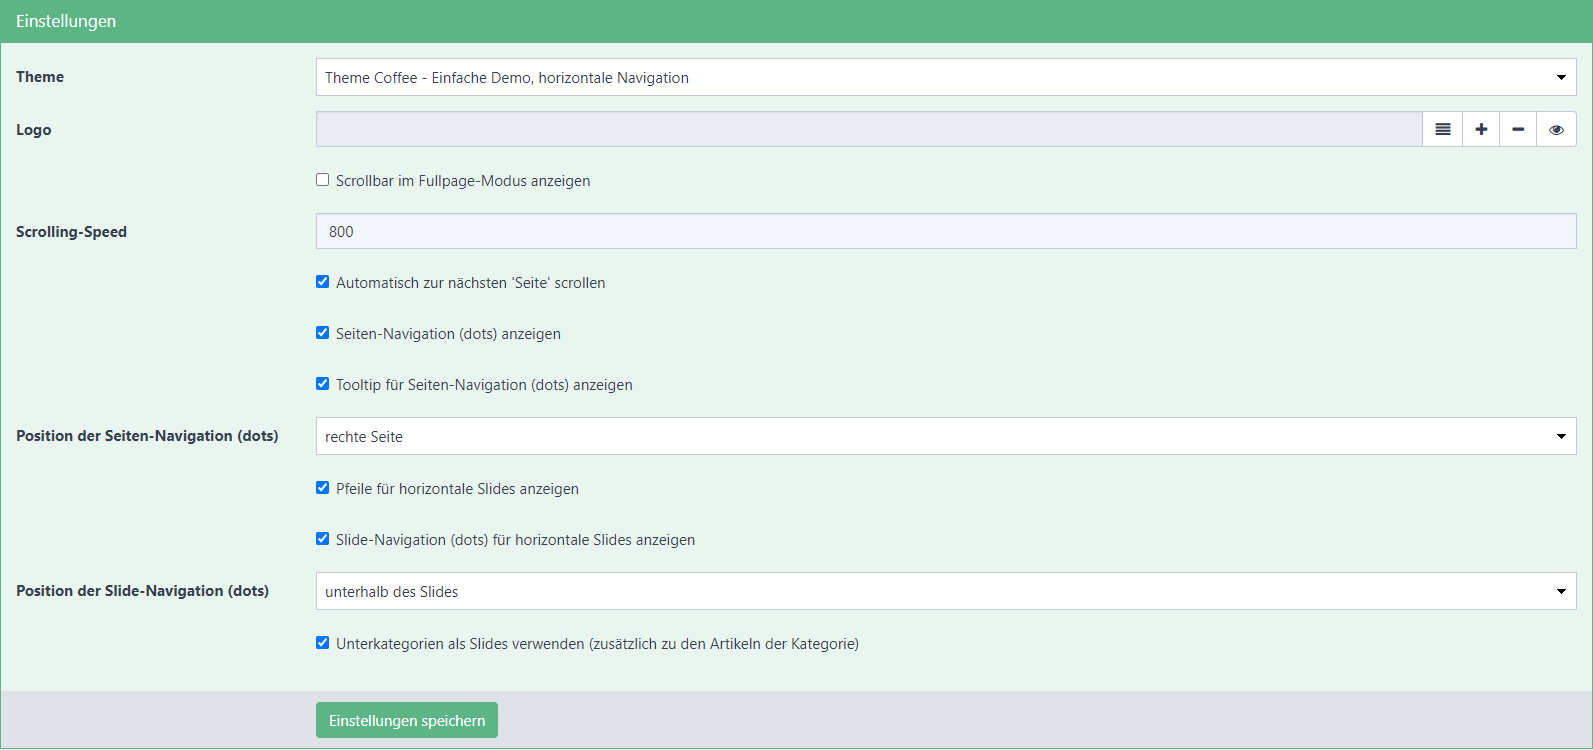 Einstellungen
Theme
Theme Coffee - Einfache Demo, horizontale Navigation
Logo
Scrollbar im Fullpage-Modus anzeigen
Scrolling-Speed
800
Automatisch zur nächsten 'Seite' scrollen
Seiten-Navigation (dots) anzeigen
Tooltip für Seiten-Navigation (dots) anzeigen
Position der Seiten-Navigation (dots)
rechte Seite
Pfeile für horizontale Slides anzeigen
Slide-Navigation (dots) für horizontale Slides anzeigen
Position der Slide-Navigation (dots)
unterhalb des Slides
Unterkategorien als Slides verwenden (zusätzlich zu den Artikeln der Kategorie)
Einstellungen speichern